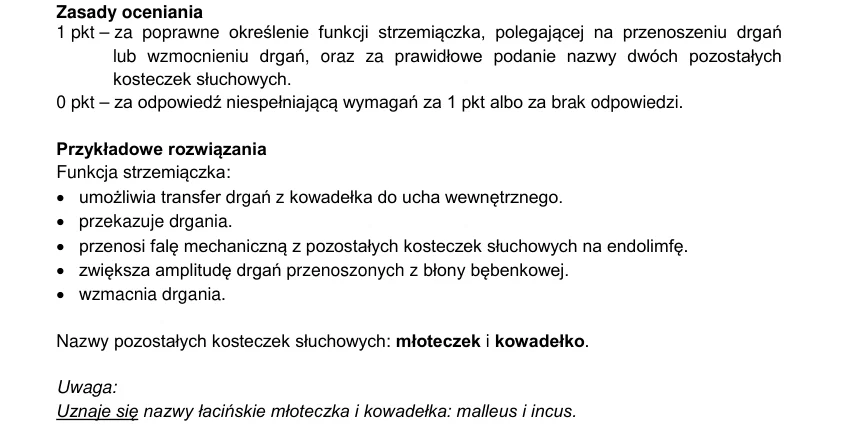 Zasady oceniania
1 pkt – za poprawne określenie funkcji strzemiączka, polegającej na przenoszeniu drgań
lub wzmocnieniu drgań, oraz za prawidłowe podanie nazwy dwóch pozostałych
kosteczek słuchowych.
0 pkt – za odpowiedź niespełniającą wymagań za 1 pkt albo za brak odpowiedzi.
Przykładowe rozwiązania
Funkcja strzemiączka:
• umożliwia transfer drgań z kowadełka do ucha wewnętrznego.
• przekazuje drgania.
• przenosi falę mechaniczną z pozostałych kosteczek słuchowych na endolimfę.
• zwiększa amplitudę drgań przenoszonych z błony bębenkowej.
• wzmacnia drgania.
Nazwy pozostałych kosteczek słuchowych: młoteczek i kowadełko.
Uwaga:
Uznaje się nazwy łacińskie młoteczka i kowadełka: malleus i incus.